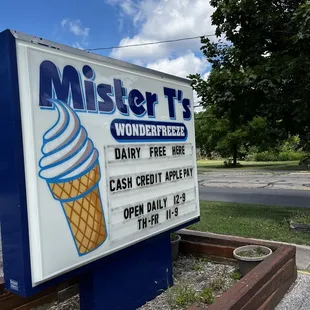 Mister T's
WONDERFREEZE
DAIRY FREE HERE
CASH CREDIT APPLE PAY
OPEN DAILY 12-9
TH-FR 11-9